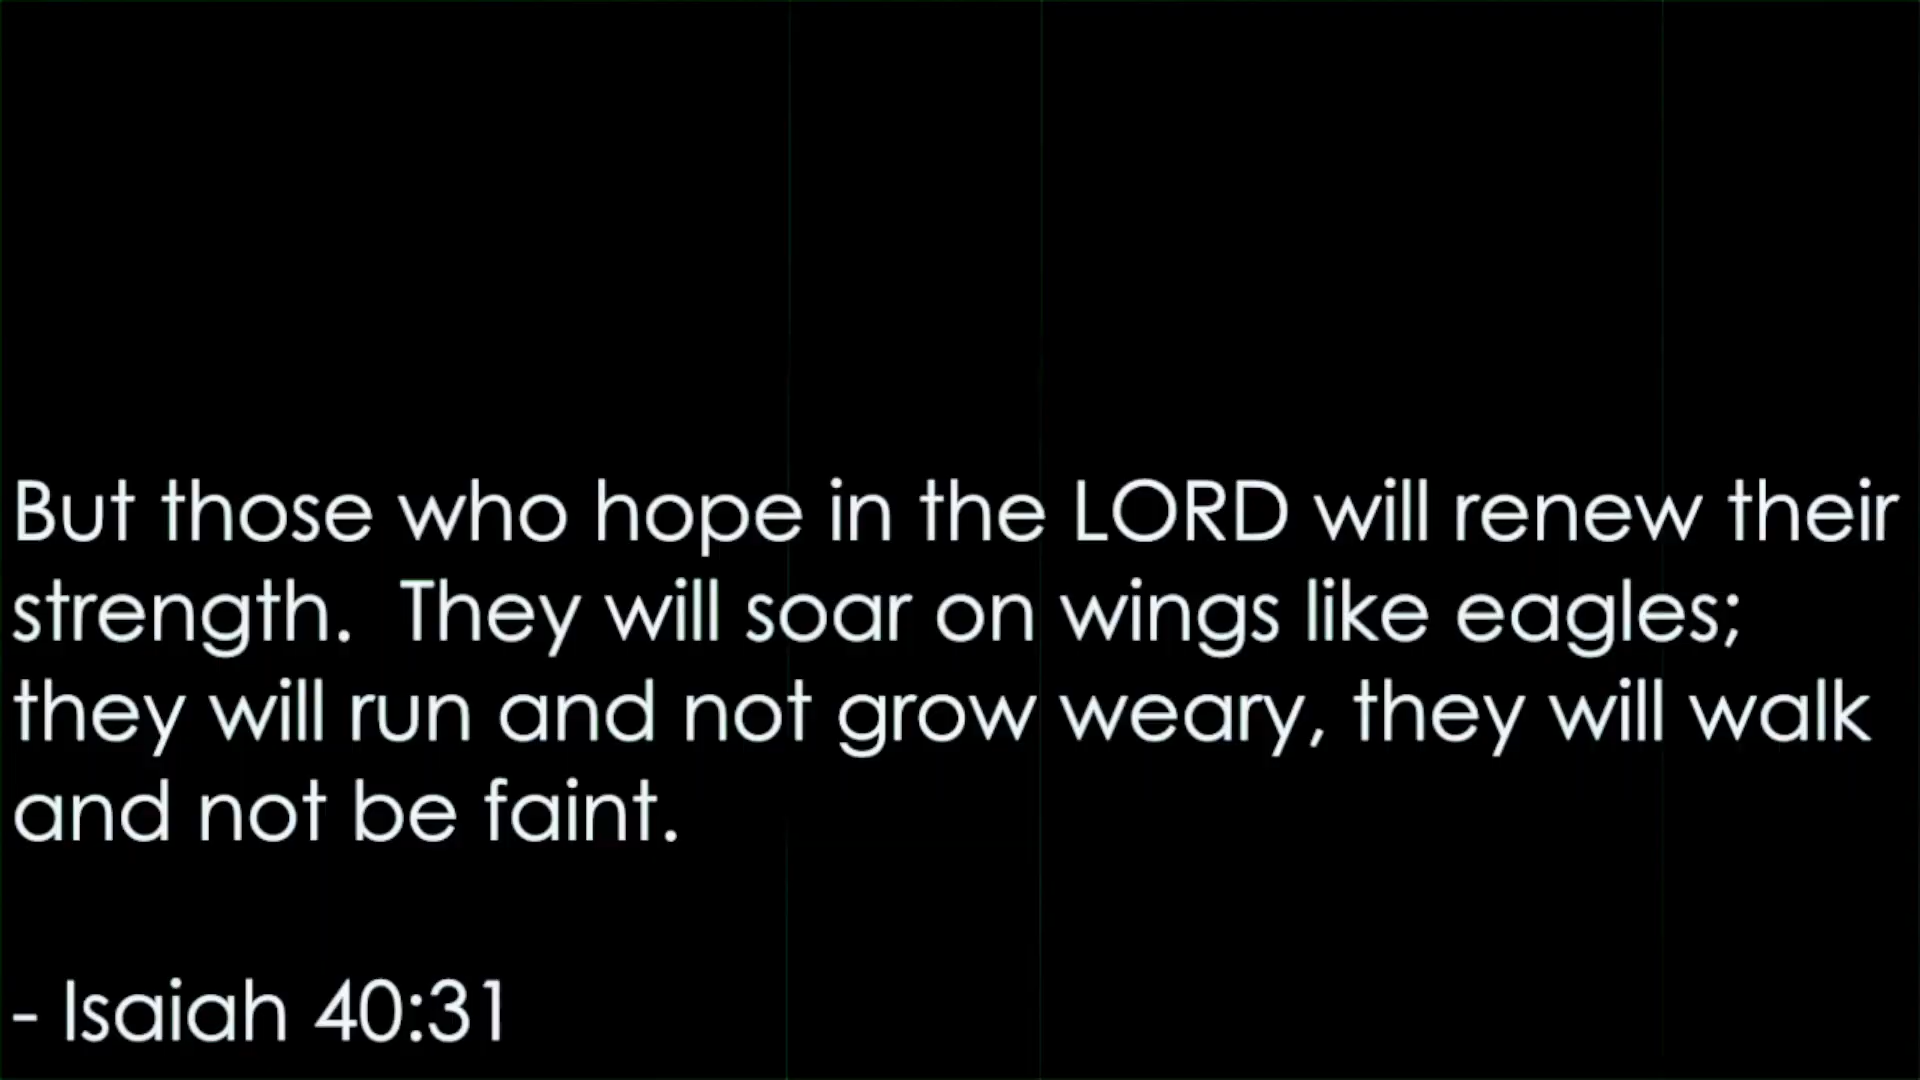 But those who hope in the LORD will renew their
strength.  They will soar on wings like eagles;
they will run and not grow weary, they will walk
and not be faint.
- Isaiah 40:31